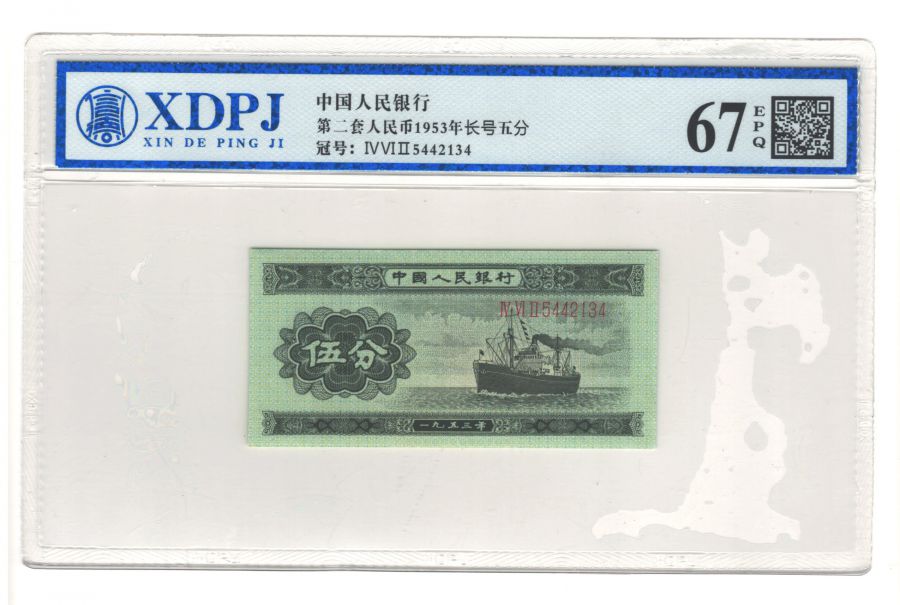 XDPJ
XIN DE PING JI
中国人民银行
第二套人民币1953年长号五分
冠号：ⅣⅥⅡ5442134
67
EPQ
中國人民銀行
ⅣⅥⅡ5442134
伍分
一九五三年